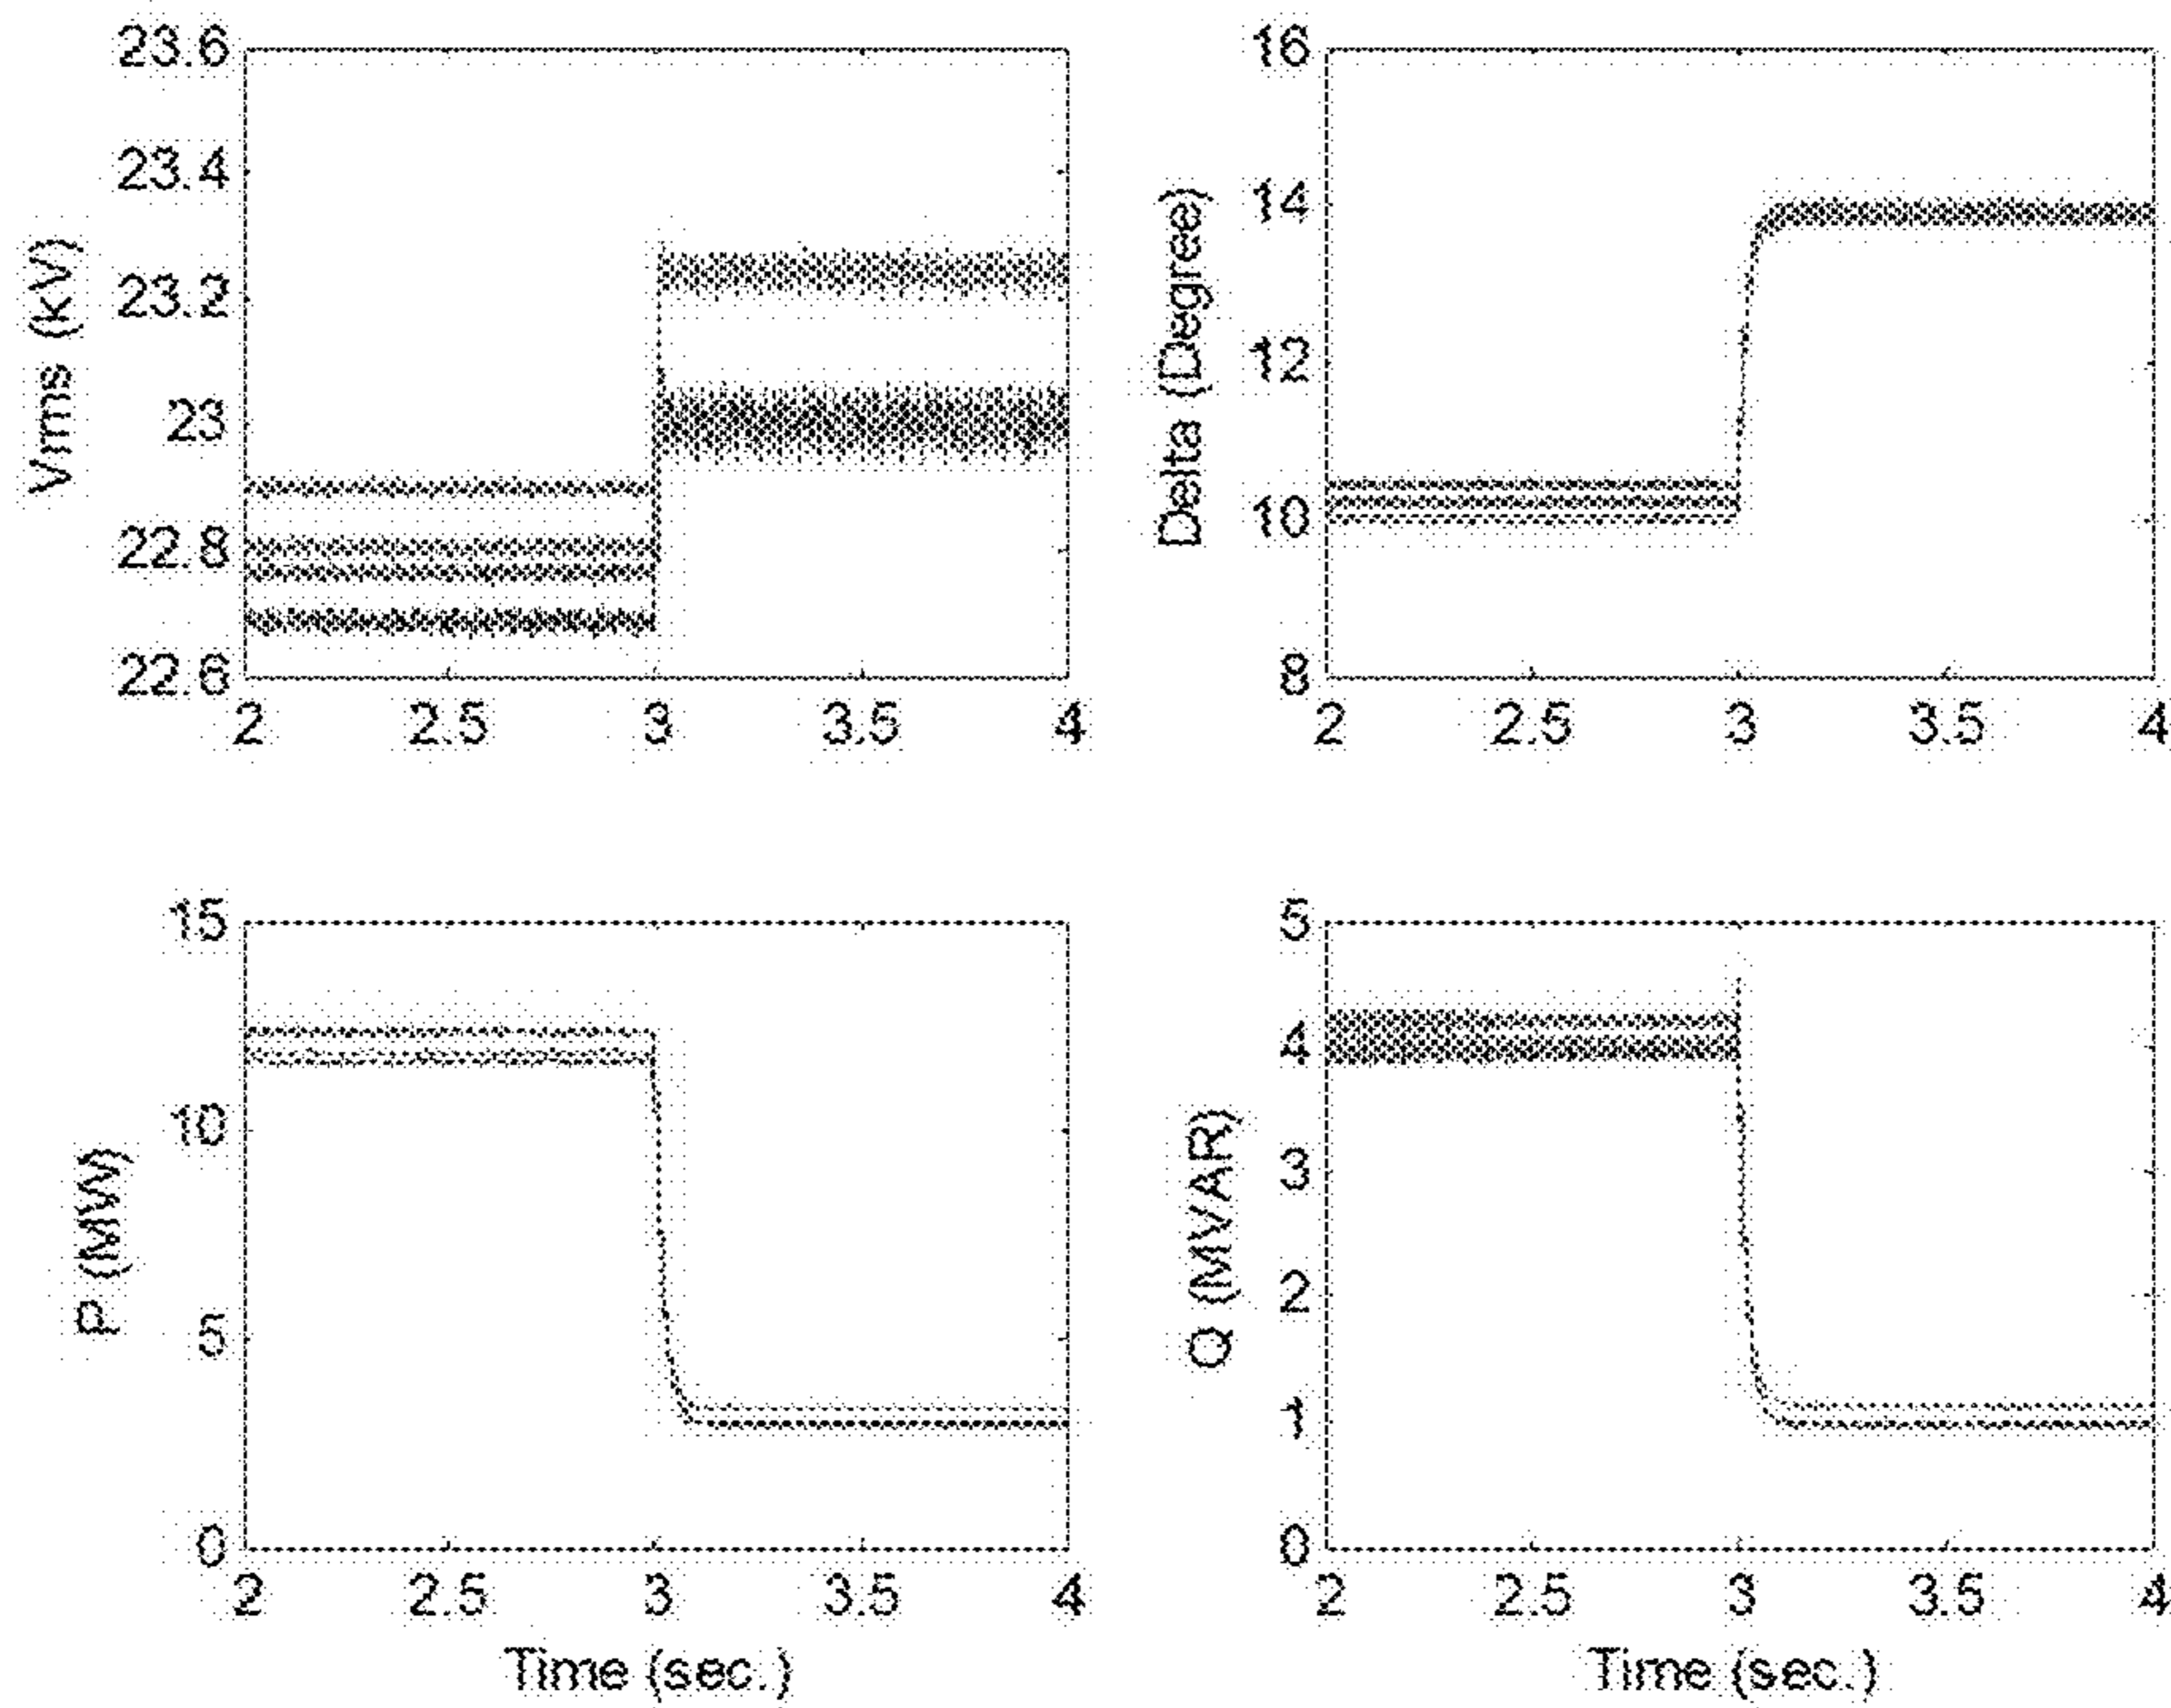 23.6
23.4
23.2
23
22.8
22.6
Vrms (kV)
2 2.5 3 3.5 4
16
14
12
10
8
Delta (Degree)
2 2.5 3 3.5 4
15
10
5
0
P (MW)
2 2.5 3 3.5 4
Time (sec.)
5
4
3
2
1
0
Q (MVAR)
2 2.5 3 3.5 4
Time (sec.)